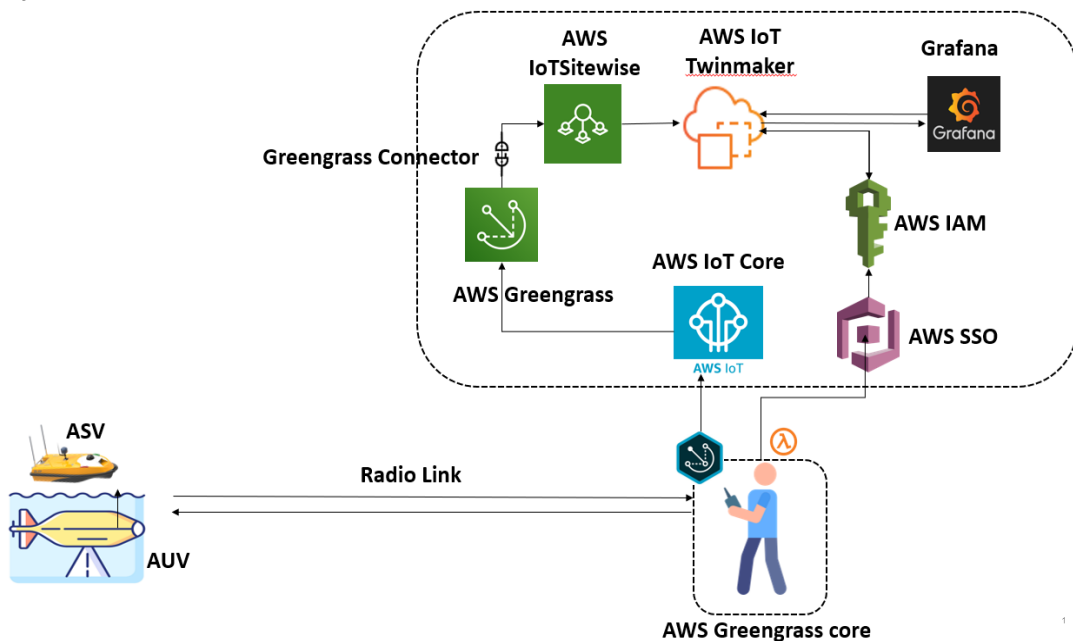 AWS
IoTSitewise
AWS IoT
Twinmaker
Grafana
Grafana
Greengrass Connector
AWS IAM
AWS IoT Core
AWS Greengrass
AWS SSO
AWS IoT
ASV
λ
Radio Link
AUV
AWS Greengrass core
1